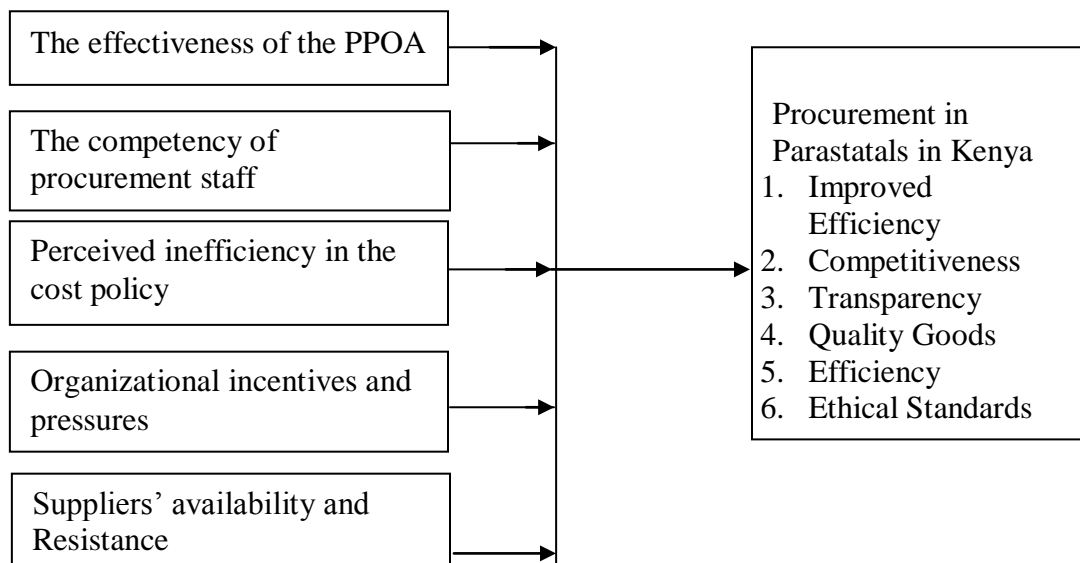 The effectiveness of the PPOA
The competency of
procurement staff
Perceived inefficiency in the
cost policy
Organizational incentives and
pressures
Suppliers’ availability and
Resistance
Procurement in
Parastatals in Kenya
1. Improved
Efficiency
2. Competitiveness
3. Transparency
4. Quality Goods
5. Efficiency
6. Ethical Standards